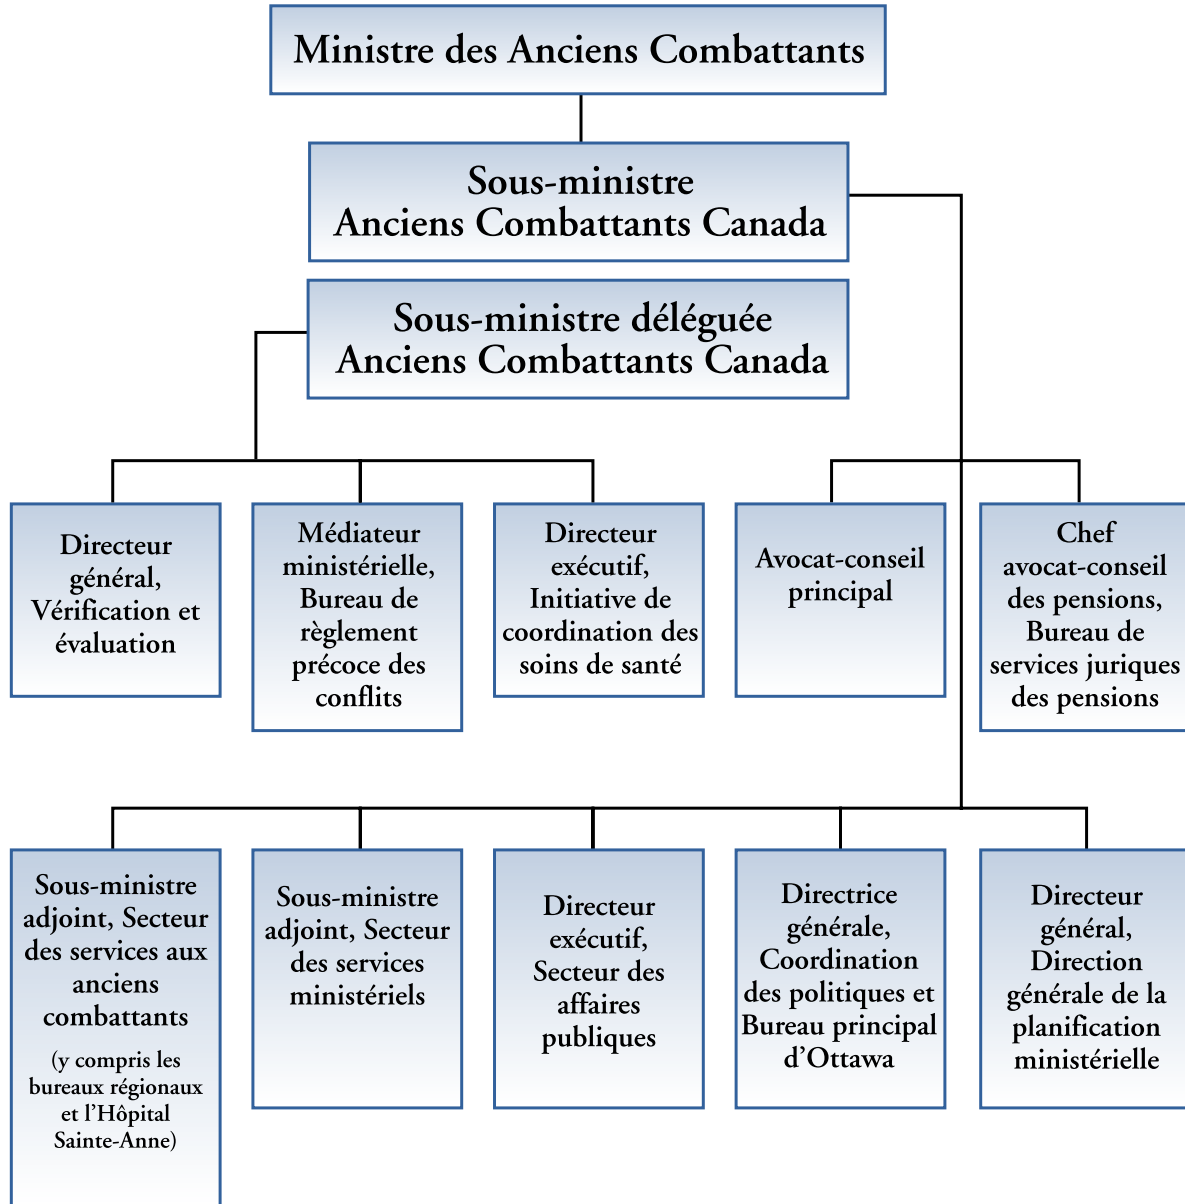 Ministre des Anciens Combattants
Sous-ministre
Anciens Combattants Canada
Sous-ministre déléguée
Anciens Combattants Canada
Directeur
général,
Vérification et
évaluation
Médiateur
ministérielle,
Bureau de
règlement
précoce des
conflits
Directeur
exécutif,
Initiative de
coordination des
soins de santé
Avocat-conseil
principal
Chef
avocat-conseil
des pensions,
Bureau de
services juriques
des pensions
Sous-ministre
adjoint, Secteur
des services aux
anciens
combattants
(y compris les
bureaux régionaux
et l’Hôpital
Sainte-Anne)
Sous-ministre
adjoint, Secteur
des services
ministériels
Directeur
exécutif,
Secteur des
affaires
publiques
Directrice
générale,
Coordination
des politiques et
Bureau principal
d’Ottawa
Directeur
général,
Direction
générale de la
planification
ministérielle